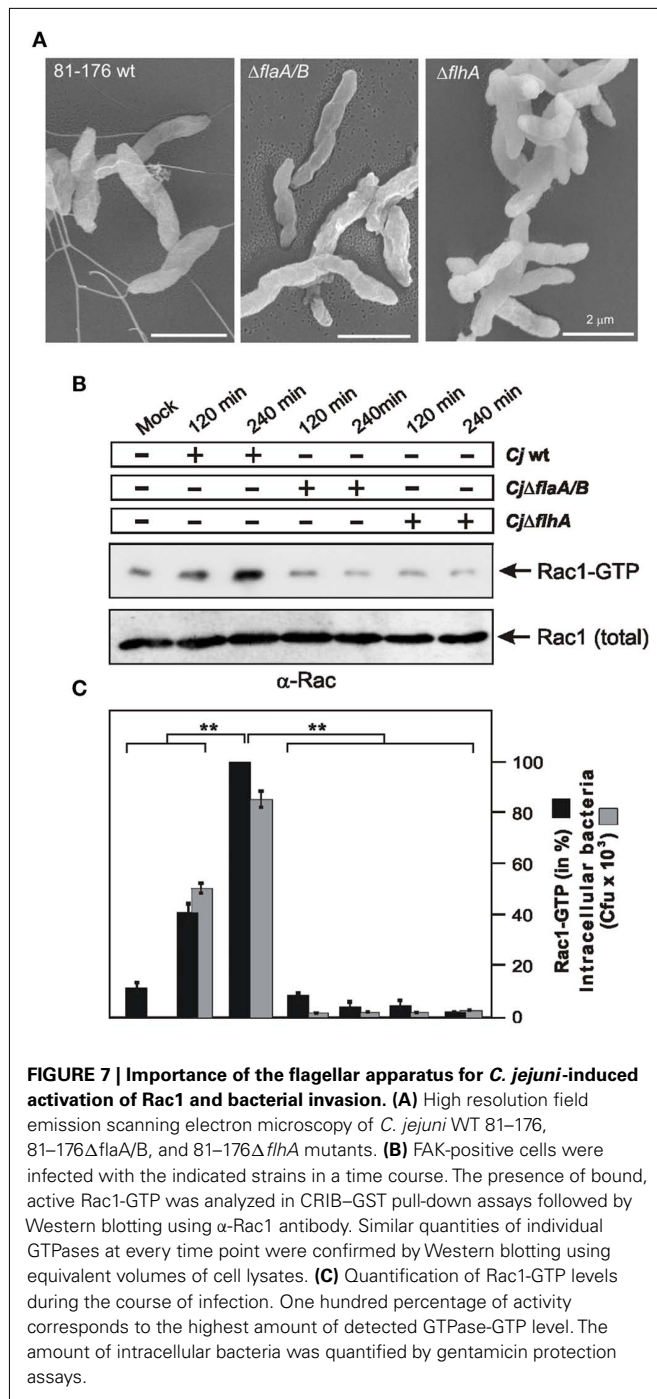 A
81-176 wt
ΔflaA/B
ΔflhA
2 µm
B
Mock
120 min
240 min
120 min
240min
120 min
240 min
– + + – – – – Cj wt
– – – + + – – CjΔflaA/B
– – – – – + + CjΔflhA
Rac1-GTP
Rac1 (total)
α-Rac
C
**
**
100
80
60
40
20
0
Rac1-GTP (in %)
Intracellular bacteria
(Cfu x 10³)
FIGURE 7 | Importance of the flagellar apparatus for C. jejuni-induced
activation of Rac1 and bacterial invasion. (A) High resolution field
emission scanning electron microscopy of C. jejuni WT 81–176,
81–176ΔflaA/B, and 81–176ΔflhA mutants. (B) FAK-positive cells were
infected with the indicated strains in a time course. The presence of bound,
active Rac1-GTP was analyzed in CRIB–GST pull-down assays followed by
Western blotting using α-Rac1 antibody. Similar quantities of individual
GTPases at every time point were confirmed by Western blotting using
equivalent volumes of cell lysates. (C) Quantification of Rac1-GTP levels
during the course of infection. One hundred percentage of activity
corresponds to the highest amount of detected GTPase-GTP level. The
amount of intracellular bacteria was quantified by gentamicin protection
assays.